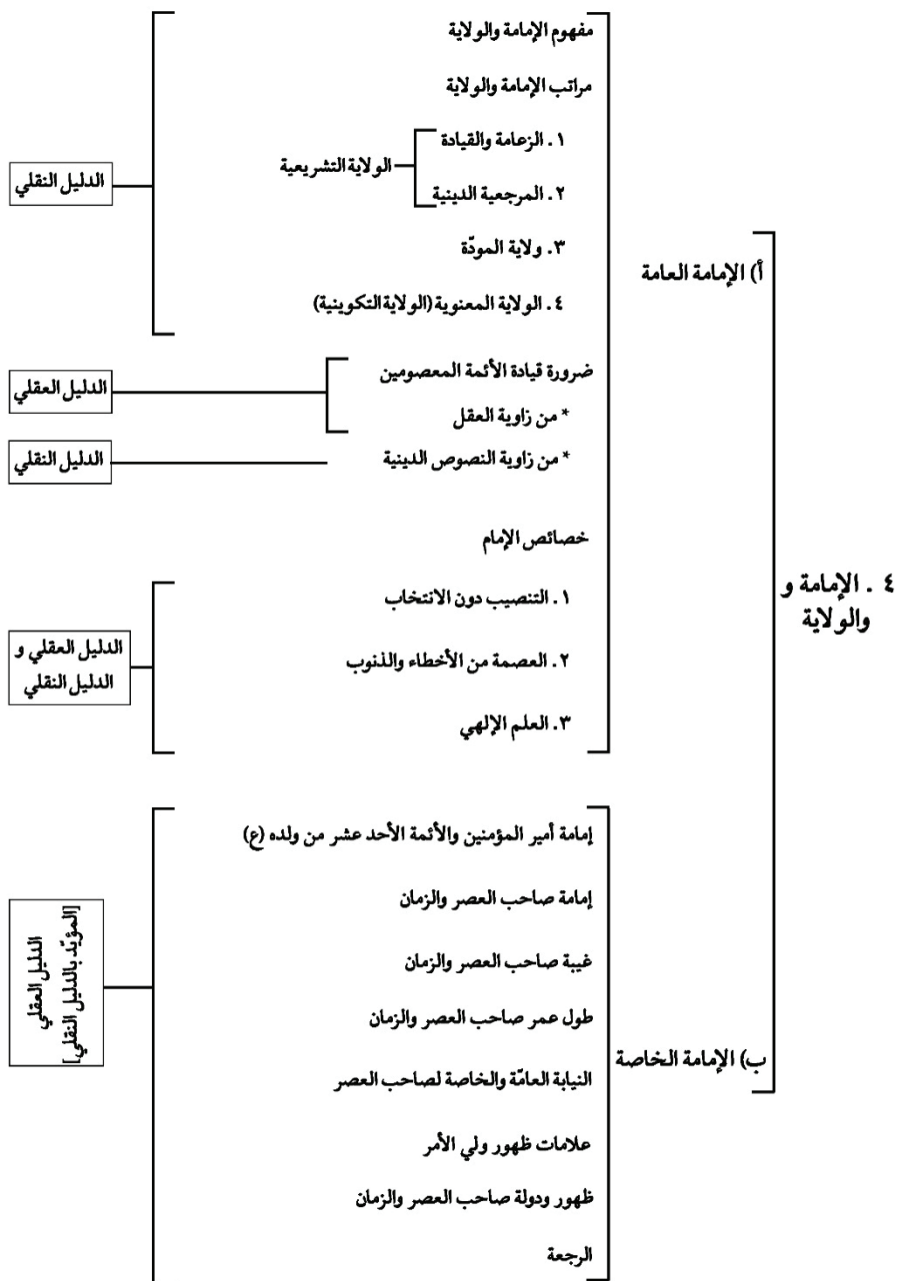 ٤ . الإمامة و
والولاية
أ) الإمامة العامة
مفهوم الإمامة والولاية
مراتب الإمامة والولاية
١ . الزعامة والقيادة
٢ . المرجعية الدينية
الولاية التشريعية
٣. ولاية المودّة
٤ . الولاية المعنوية (الولاية التكوينية)
الدليل النقلي
ضرورة قيادة الأئمة المعصومين
* من زاوية العقل
الدليل العقلي
* من زاوية النصوص الدينية
الدليل النقلي
خصائص الإمام
١ . التنصيب دون الانتخاب
٢ . العصمة من الأخطاء والذنوب
٣. العلم الإلهي
الدليل العقلي و
الدليل النقلي
ب) الإمامة الخاصة
إمامة أمير المؤمنين والأئمة الأحد عشر من ولده (ع)
إمامة صاحب العصر والزمان
غيبة صاحب العصر والزمان
طول عمر صاحب العصر والزمان
النيابة العامّة والخاصة لصاحب العصر
علامات ظهور ولي الأمر
ظهور ودولة صاحب العصر والزمان
الرجعة
الدليل العقلي
[المؤيّد بالدليل النقلي]